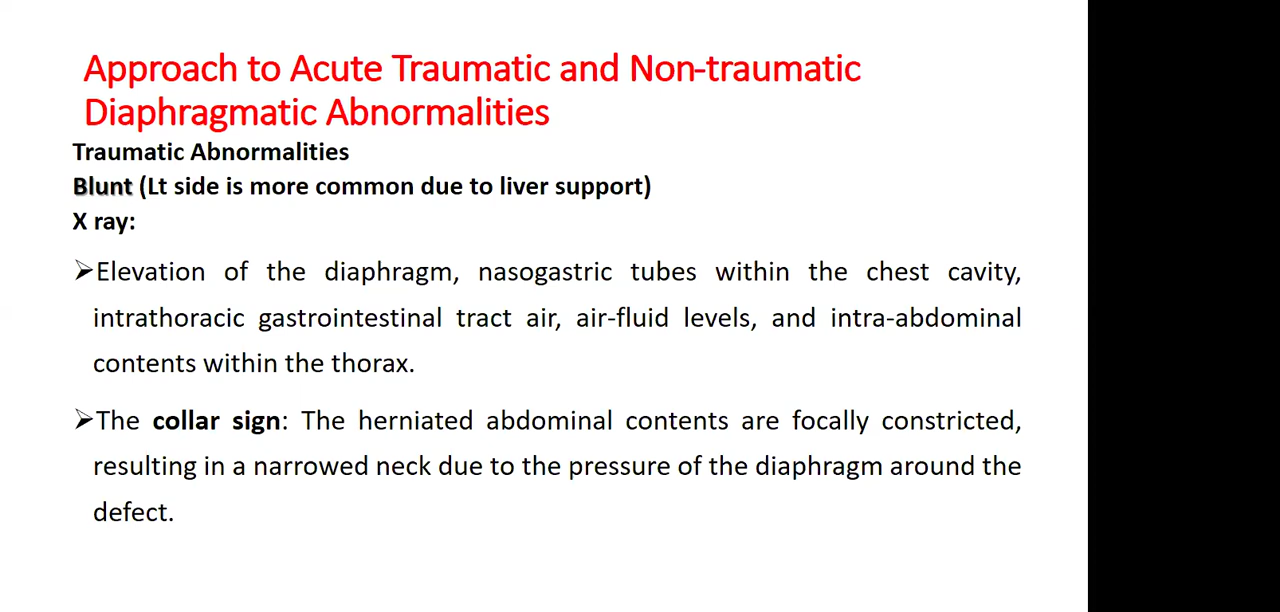 Approach to Acute Traumatic and Non-traumatic
Diaphragmatic Abnormalities
Traumatic Abnormalities
Blunt (Lt side is more common due to liver support)
X ray:
➢Elevation of the diaphragm, nasogastric tubes within the chest cavity,
intrathoracic gastrointestinal tract air, air-fluid levels, and intra-abdominal
contents within the thorax.
➢The collar sign: The herniated abdominal contents are focally constricted,
resulting in a narrowed neck due to the pressure of the diaphragm around the
defect.